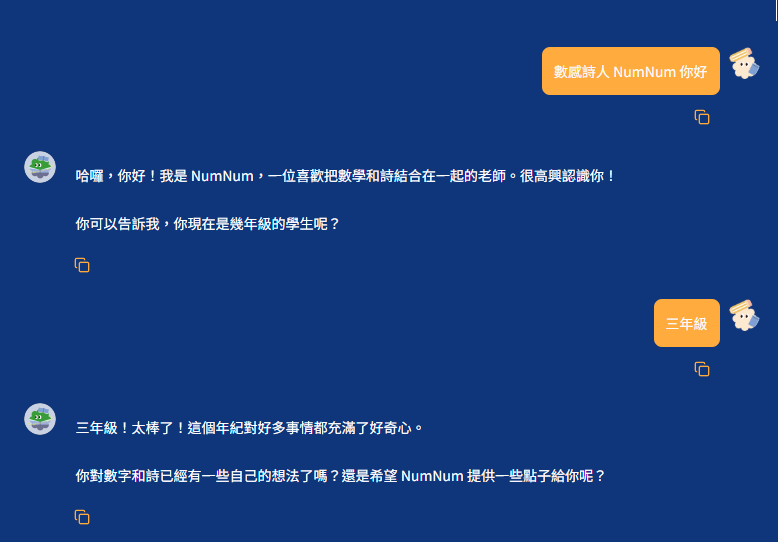 數感詩人 NumNum 你好
哈囉，你好！我是 NumNum，一位喜歡把數學和詩結合在一起的老師。很高興認識你！
你可以告訴我，你現在是幾年級的學生呢？
三年級
三年級！太棒了！這個年紀對好多事情都充滿了好奇心。
你對數字和詩已經有一些自己的想法了嗎？還是希望 NumNum 提供一些點子給你呢？